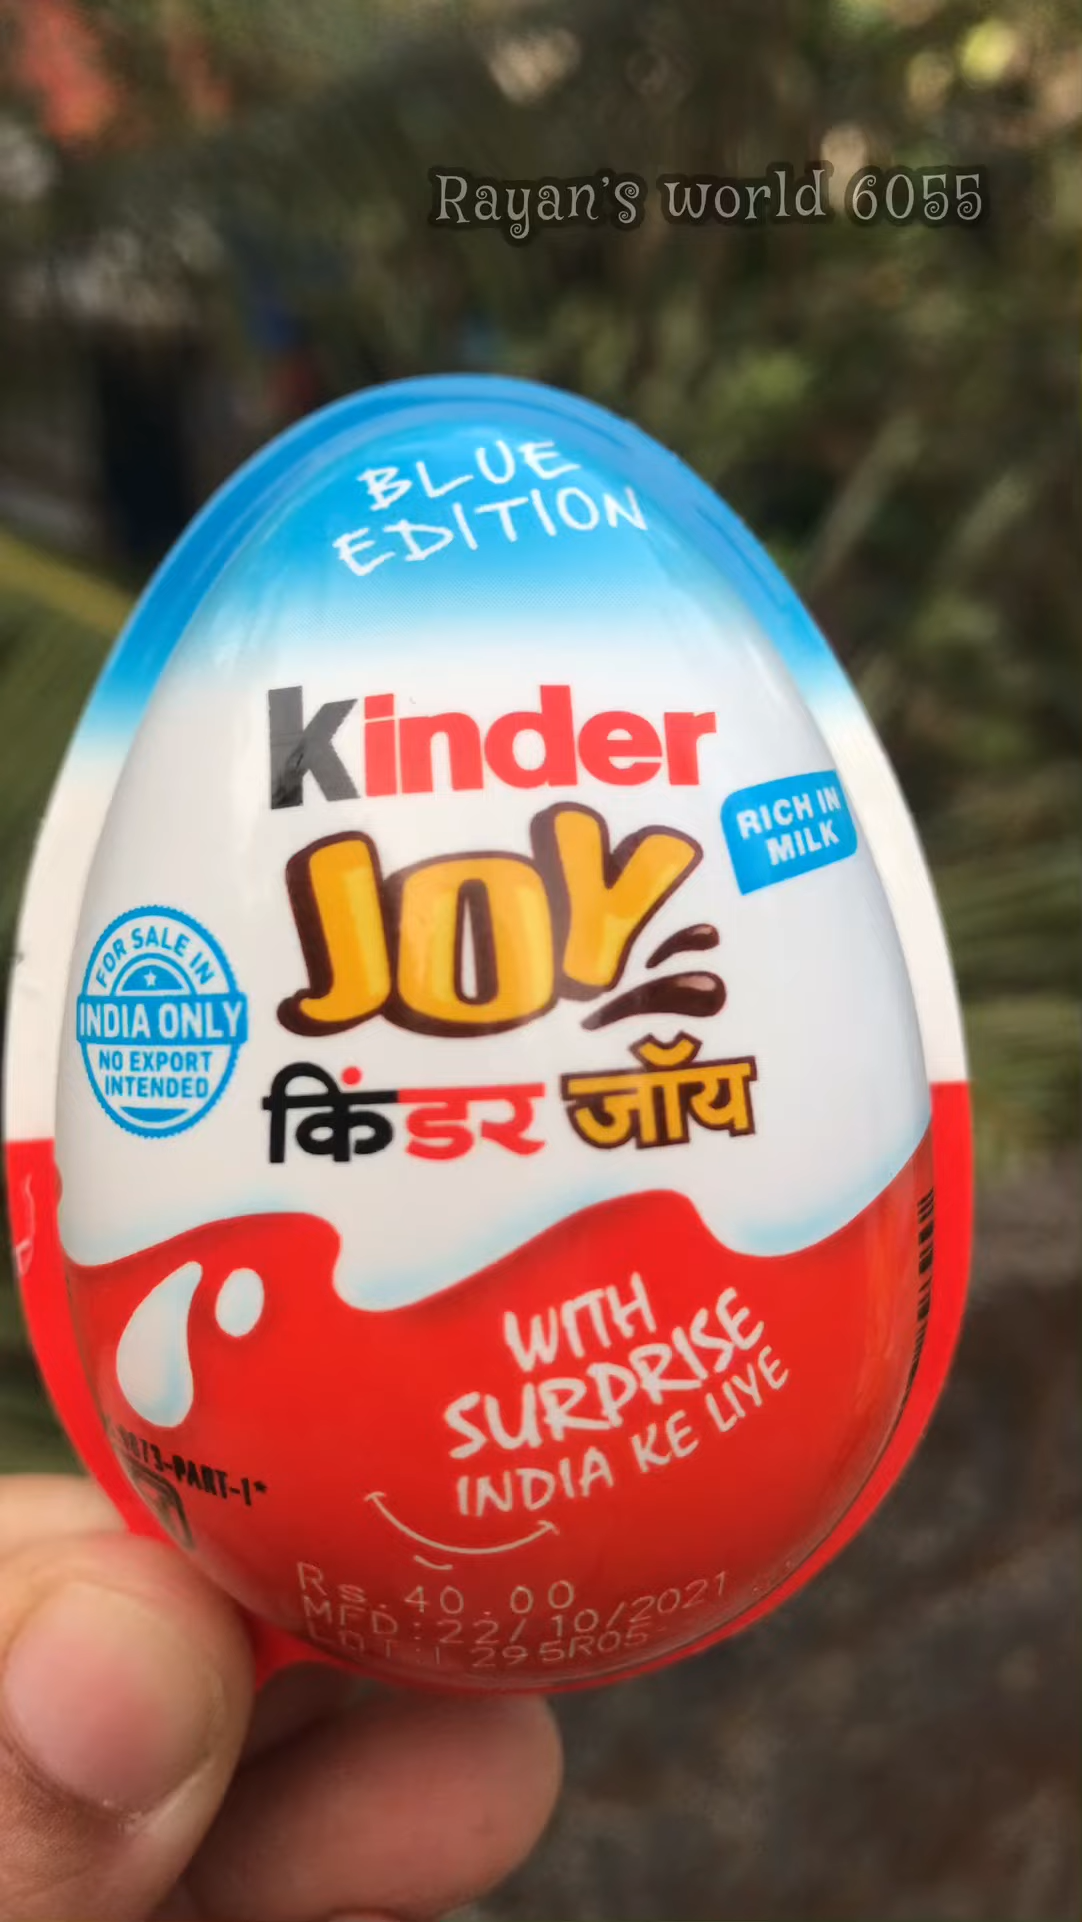 Rayan's world 6055
BLUE
EDITION
kinder
JOY
RICH IN
MILK
FOR SALE IN
INDIA ONLY
NO EXPORT
INTENDED
किंडर जॉय
WITH
SURPRISE
INDIA KE LIYE
-PART-I*
Rs.40.00
MFD:22/10/2021
295R05